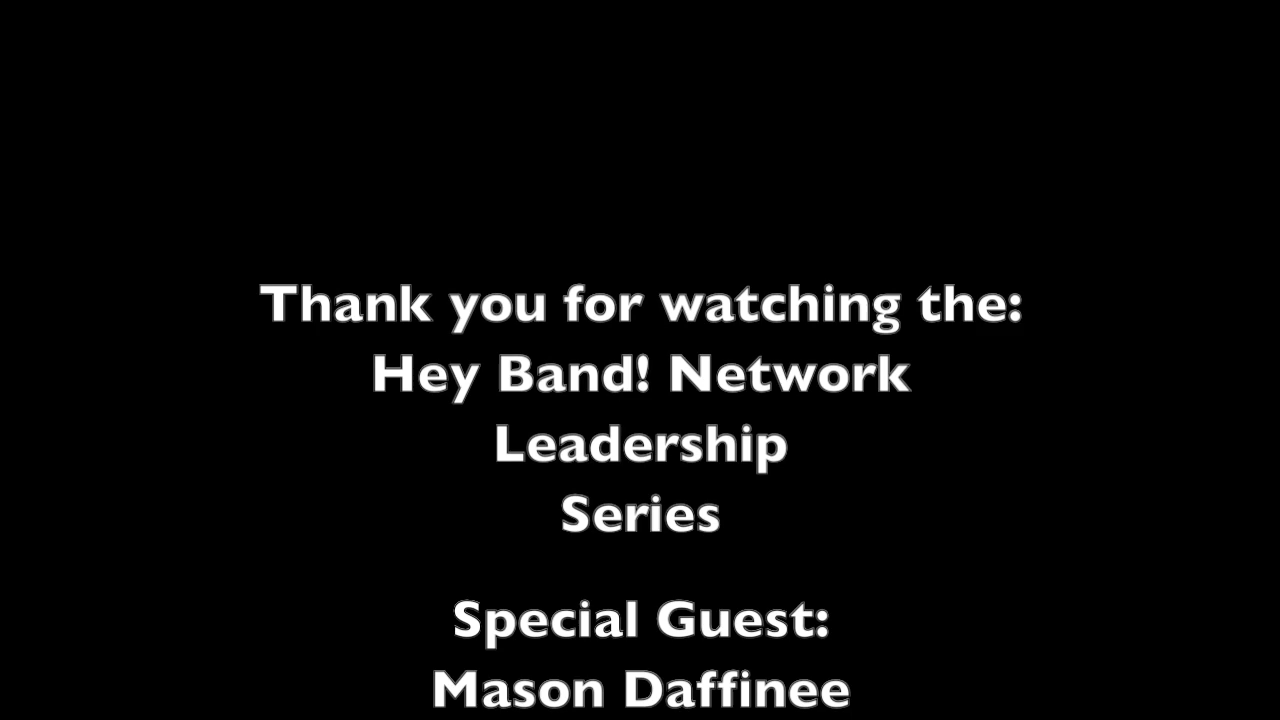 Thank you for watching the:
Hey Band! Network
Leadership
Series
Special Guest:
Mason Daffinee